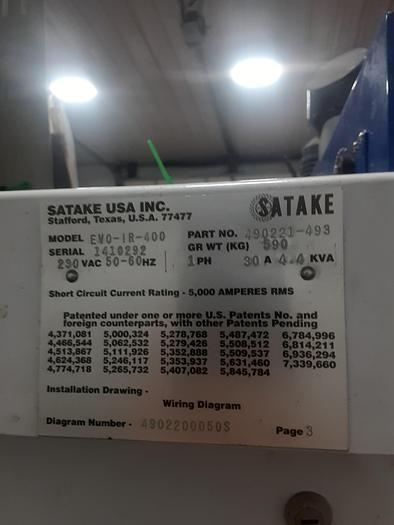 SATAKE USA INC.
Stafford, Texas, U.S.A. 77477
SATAKE
MODEL EVO-IR-400
PART NO. 490221-493
SERIAL 1410292
GR WT (KG) 590
230 VAC 50-60HZ 1 PH 30 A 4.4 KVA
Short Circuit Current Rating - 5,000 AMPERES RMS
Patented under one or more U.S. Patents No. and
foreign counterparts, with other Patents Pending
4,371,081 5,000,324 5,278,768 5,487,472 6,784,996
4,466,544 5,062,532 5,279,426 5,508,512 6,814,211
4,513,867 5,111,926 5,352,888 5,509,537 6,936,294
4,624,368 5,246,117 5,353,937 5,631,460 7,339,660
4,774,718 5,265,732 5,407,082 5,845,784
Installation Drawing -
Wiring Diagram
Diagram Number - 4902200050S
Page 3